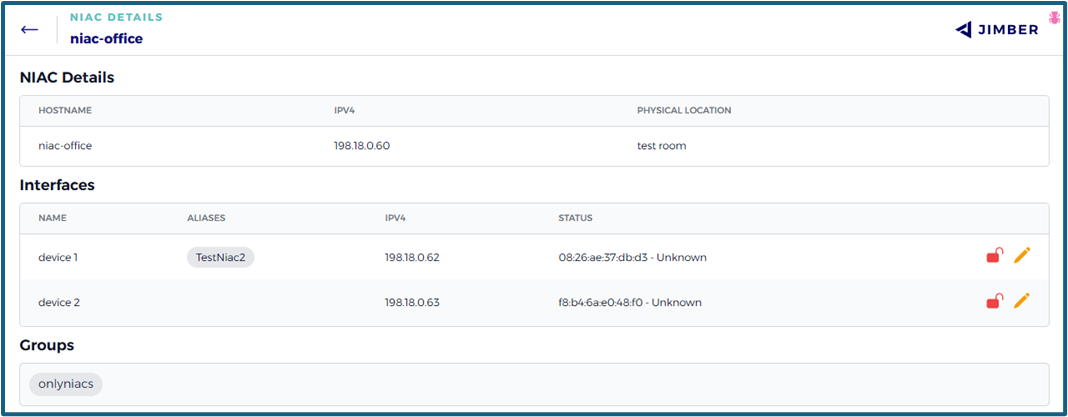 NIAC DETAILS
niac-office
JIMBER
NIAC Details
HOSTNAME IPV4 PHYSICAL LOCATION
niac-office 198.18.0.60 test room
Interfaces
NAME ALIASES IPV4 STATUS
device 1 TestNiac2 198.18.0.62 08:26:ae:37:db:d3 - Unknown
device 2 198.18.0.63 f8:b4:6a:e0:48:f0 - Unknown
Groups
onlyniacs